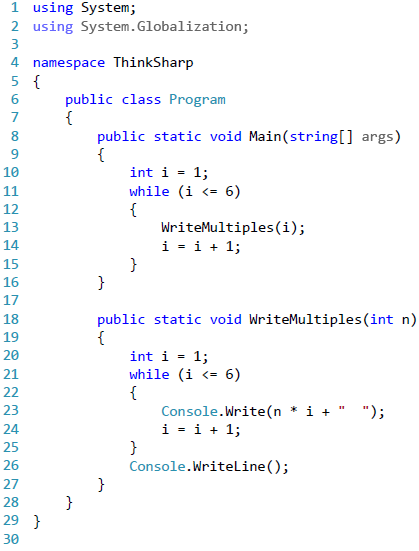 1 using System;
2 using System.Globalization;
3
4 namespace ThinkSharp
5 {
6     public class Program
7     {
8         public static void Main(string[] args)
9         {
10             int i = 1;
11             while (i <= 6)
12             {
13                 WriteMultiples(i);
14                 i = i + 1;
15             }
16         }
17
18         public static void WriteMultiples(int n)
19         {
20             int i = 1;
21             while (i <= 6)
22             {
23                 Console.Write(n * i + "  ");
24                 i = i + 1;
25             }
26             Console.WriteLine();
27         }
28     }
29 }
30